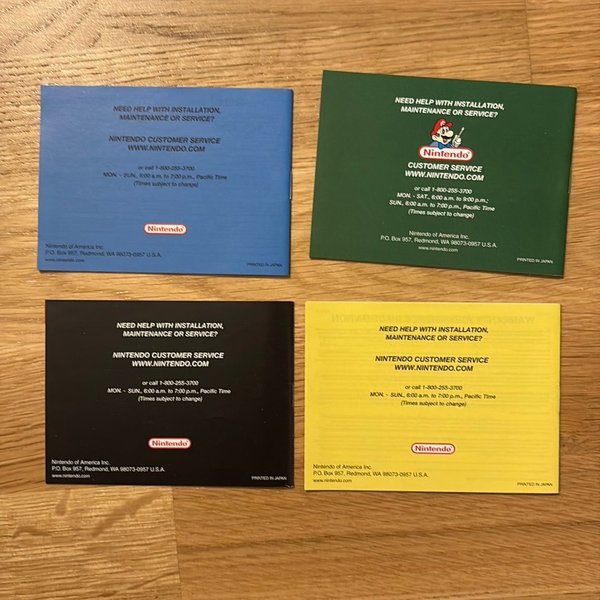 NEED HELP WITH INSTALLATION,
MAINTENANCE OR SERVICE?
NINTENDO CUSTOMER SERVICE
WWW.NINTENDO.COM
or call 1-800-255-3700
MON. - SUN., 6:00 a.m. to 7:00 p.m., Pacific Time
(Times subject to change)
Nintendo
Nintendo of America Inc.
P.O. Box 957, Redmond, WA 98073-0957 U.S.A.
www.nintendo.com
PRINTED IN JAPAN
NEED HELP WITH INSTALLATION,
MAINTENANCE OR SERVICE?
Nintendo
CUSTOMER SERVICE
WWW.NINTENDO.COM
or call 1-800-255-3700
MON. - SAT., 6:00 a.m. to 9:00 p.m.;
SUN., 6:00 a.m. to 7:00 p.m., Pacific Time
(Times subject to change)
Nintendo of America Inc.
P.O. Box 957, Redmond, WA 98073-0957 U.S.A.
PRINTED IN JAPAN
NEED HELP WITH INSTALLATION,
MAINTENANCE OR SERVICE?
NINTENDO CUSTOMER SERVICE
WWW.NINTENDO.COM
or call 1-800-255-3700
MON. - SUN., 6:00 a.m. to 7:00 p.m., Pacific Time
(Times subject to change)
Nintendo
Nintendo of America Inc.
P.O. Box 957, Redmond, WA 98073-0957 U.S.A.
www.nintendo.com
PRINTED IN JAPAN
NEED HELP WITH INSTALLATION,
MAINTENANCE OR SERVICE?
NINTENDO CUSTOMER SERVICE
WWW.NINTENDO.COM
or call 1-800-255-3700
MON. - SUN., 6:00 a.m. to 7:00 p.m., Pacific Time
(Times subject to change)
Nintendo
Nintendo of America Inc.
P.O. Box 957, Redmond, WA 98073-0957 U.S.A.
www.nintendo.com
PRINTED IN JAPAN